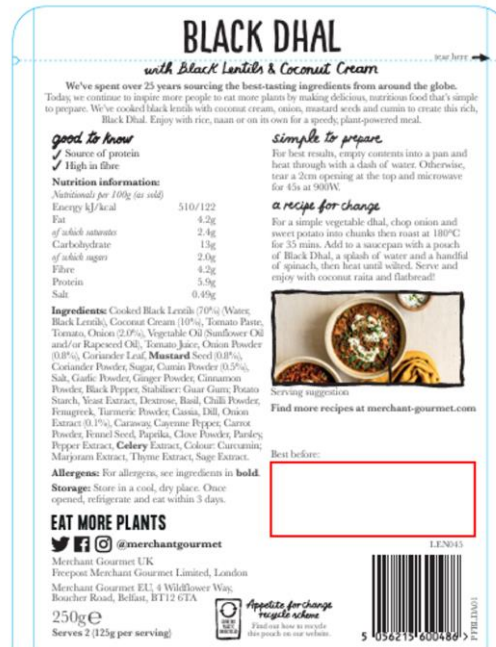 BLACK DHAL
tear here
with Black Lentils & Coconut Cream
We've spent over 25 years sourcing the best-tasting ingredients from around the globe.
Today, we continue to inspire more people to eat more plants by making delicious, nutritious food that's simple
to prepare. We've cooked black lentils with coconut cream, onion, mustard seeds and cumin to create this rich,
Black Dhal. Enjoy with rice, naan or on its own for a speedy, plant-powered meal.
good to know
✓ Source of protein
✓ High in fibre
Nutrition information:
Nutritionals per 100g (as sold)
Energy kJ/kcal 510/122
Fat 4.2g
of which saturates 2.4g
Carbohydrate 13g
of which sugars 2.0g
Fibre 4.2g
Protein 5.9g
Salt 0.49g
Ingredients: Cooked Black Lentils (70%) (Water,
Black Lentils), Coconut Cream (10%), Tomato Paste,
Tomato, Onion (2.0%), Vegetable Oil (Sunflower Oil
and/or Rapeseed Oil), Tomato Juice, Onion Powder
(0.8%), Coriander Leaf, Mustard Seed (0.8%),
Coriander Powder, Sugar, Cumin Powder (0.5%),
Salt, Garlic Powder, Ginger Powder, Cinnamon
Powder, Black Pepper, Stabiliser: Guar Gum; Potato
Starch, Yeast Extract, Dextrose, Basil, Chilli Powder,
Fenugreek, Turmeric Powder, Cassia, Dill, Onion
Extract (0.1%), Caraway, Cayenne Pepper, Carrot
Powder, Fennel Seed, Paprika, Clove Powder, Parsley,
Pepper Extract, Celery Extract, Colour: Curcumin;
Marjoram Extract, Thyme Extract, Sage Extract.
Allergens: For allergens, see ingredients in bold.
Storage: Store in a cool, dry place. Once
opened, refrigerate and eat within 3 days.
EAT MORE PLANTS
@merchantgourmet
Merchant Gourmet UK
Freepost Merchant Gourmet Limited, London
Merchant Gourmet EU, 4 Wildflower Way,
Boucher Road, Belfast, BT12 6TA
250g℮
Serves 2 (125g per serving)
simple to prepare
For best results, empty contents into a pan and
heat through with a dash of water. Otherwise,
tear a 2cm opening at the top and microwave
for 45s at 900W.
a recipe for change
For a simple vegetable dhal, chop onion and
sweet potato into chunks then roast at 180°C
for 35 mins. Add to a saucepan with a pouch
of Black Dhal, a splash of water and a handful
of spinach, then heat until wilted. Serve and
enjoy with coconut raita and flatbread!
Serving suggestion
Find more recipes at merchant-gourmet.com
Best before:
LEN045
Appetite for change
recycle scheme
Find out how to recycle
this pouch on our website.
5 056215 600486 >
PFBLDA01